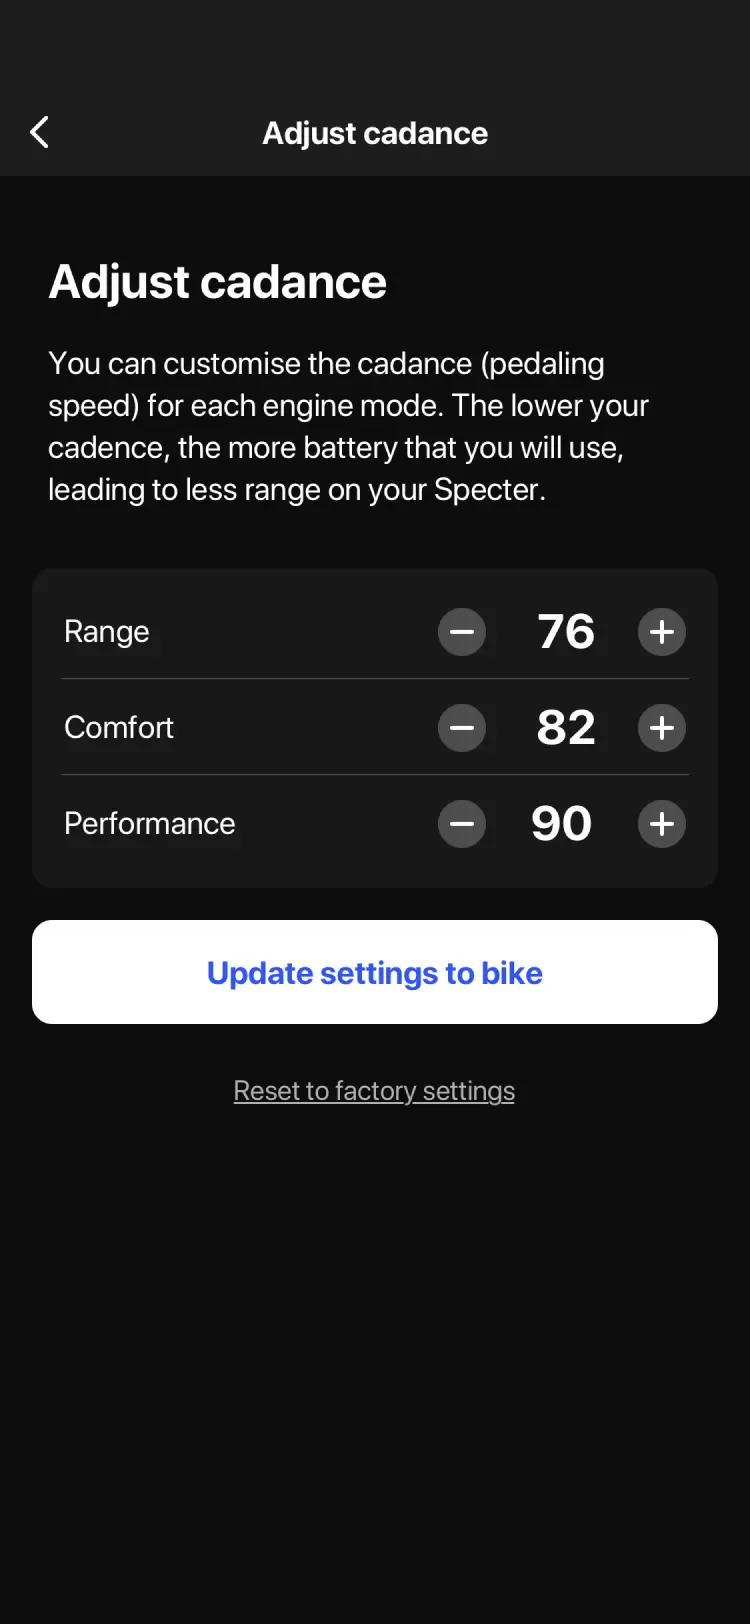 Adjust cadance
Adjust cadance
You can customise the cadance (pedaling
speed) for each engine mode. The lower your
cadence, the more battery that you will use,
leading to less range on your Specter.
Range 76
Comfort 82
Performance 90
Update settings to bike
Reset to factory settings